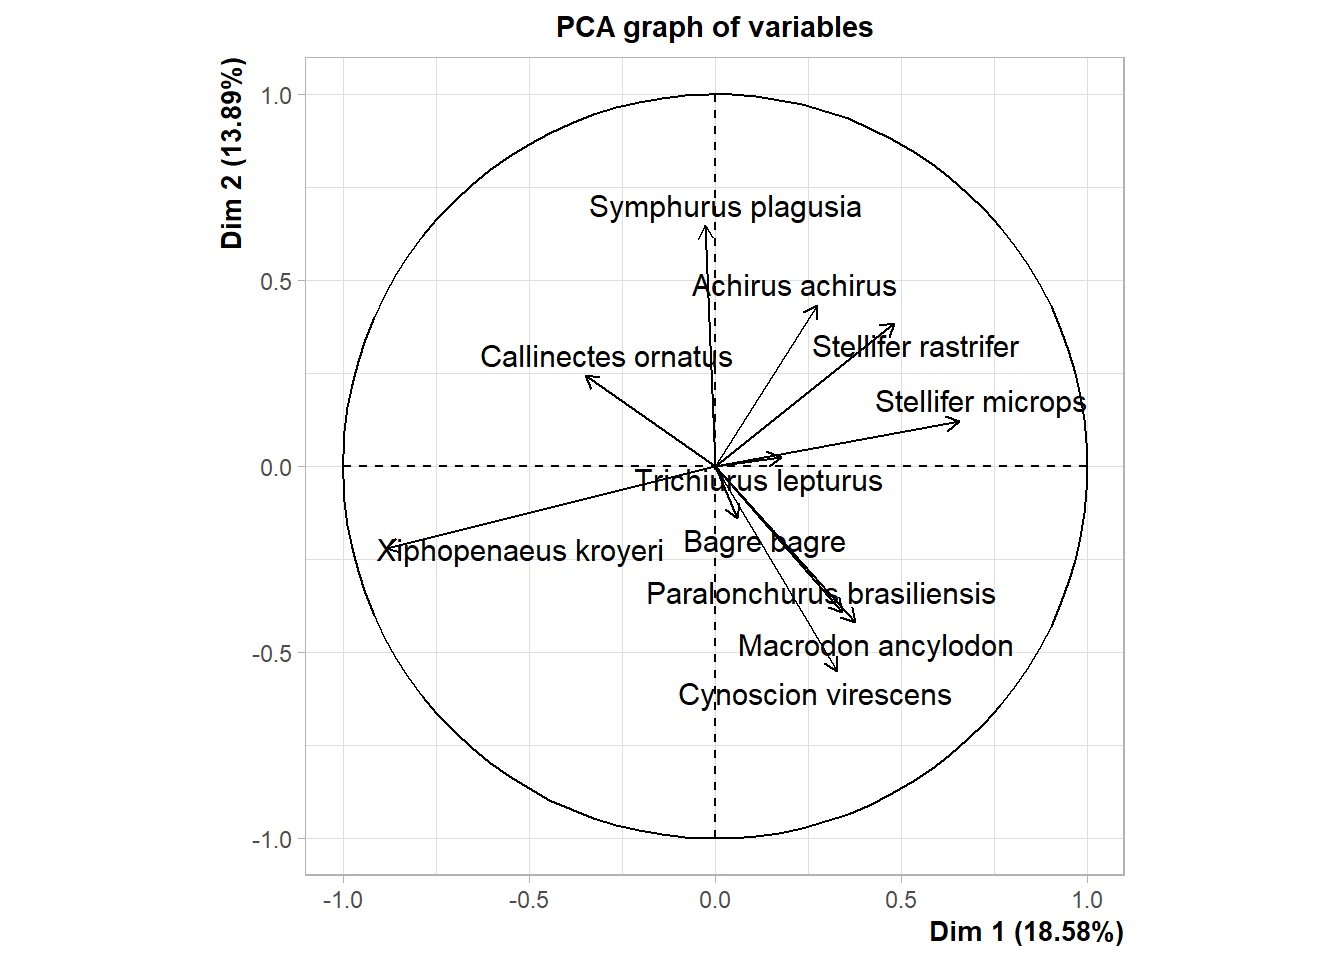 PCA graph of variables
Dim 2 (13.89%)
1.0
0.5
0.0
-0.5
-1.0
Symphurus plagusia
Achirus achirus
Stellifer rastrifer
Callinectes ornatus
Stellifer microps
Trichiurus lepturus
Bagre bagre
Xiphopenaeus kroyeri
Paralonchurus brasiliensis
Macrodon ancylodon
Cynoscion virescens
-1.0
-0.5
0.0
0.5
1.0
Dim 1 (18.58%)